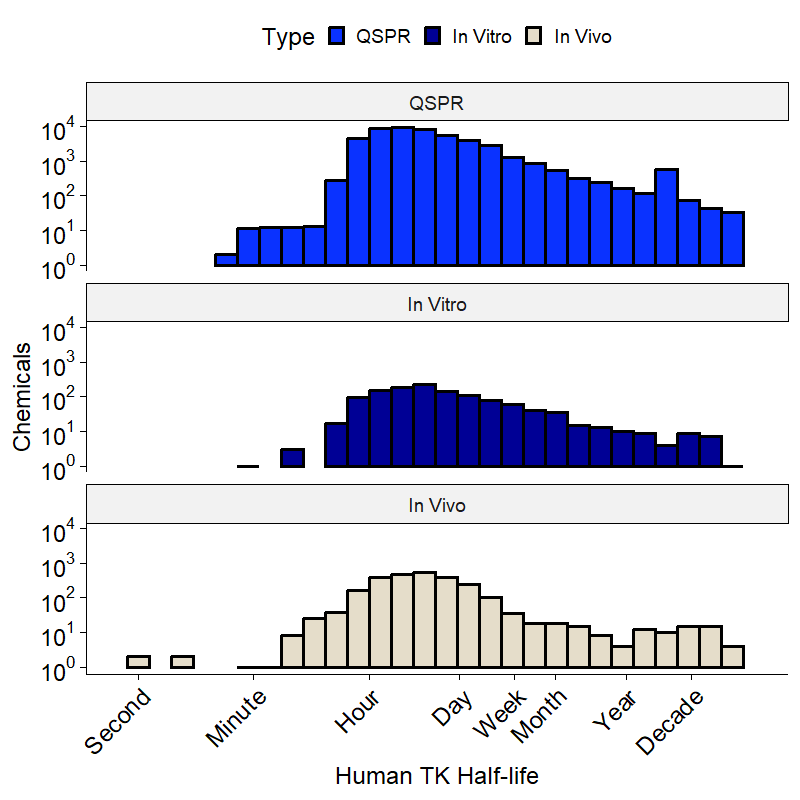 Type QSPR In Vitro In Vivo
QSPR
10^4
10^3
10^2
10^1
10^0
In Vitro
10^4
10^3
10^2
10^1
10^0
Chemicals
In Vivo
10^4
10^3
10^2
10^1
10^0
Second Minute Hour Day Week Month Year Decade
Human TK Half-life